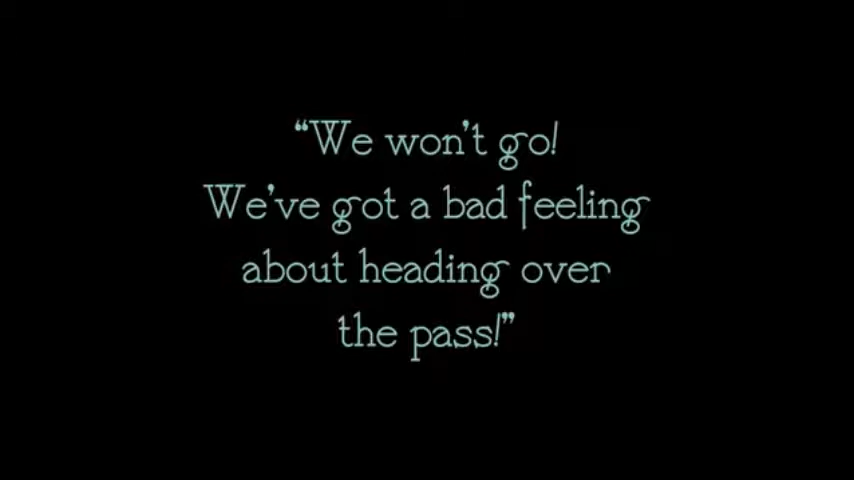 “We won’t go!
We’ve got a bad feeling
about heading over
the pass!”